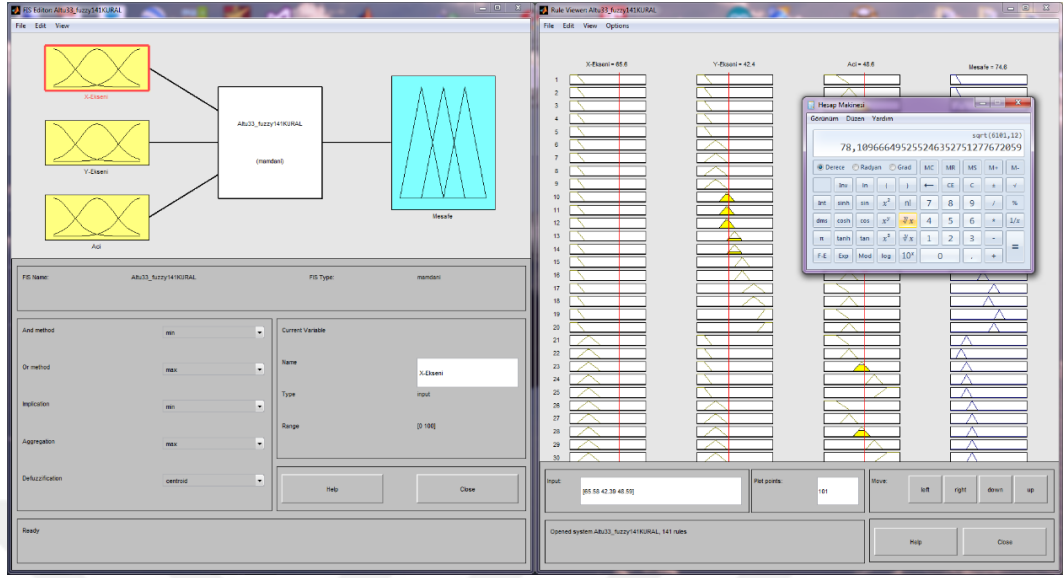 FIS Editor: Altu33_fuzzy141KURAL
File Edit View
X-Ekseni
Y-Ekseni
Aci
Altu33_fuzzy141KURAL
(mamdani)
Mesafe
FIS Name: Altu33_fuzzy141KURAL FIS Type: mamdani
And method min
Or method max
Implication min
Aggregation max
Defuzzification centroid
Current Variable
Name X-Ekseni
Type input
Range [0 100]
Help Close
Ready
Rule Viewer: Altu33_fuzzy141KURAL
File Edit View Options
X-Ekseni = 65.6 Y-Ekseni = 42.4 Aci = 48.6 Mesafe = 74.6
1
2
3
4
5
6
7
8
9
10
11
12
13
14
15
16
17
18
19
20
21
22
23
24
25
26
27
28
29
30
Input: [65.58 42.39 48.59] Plot points: 101 Move: left right down up
Opened system Altu33_fuzzy141KURAL, 141 rules
Help Close
Hesap Makinesi
Görünüm Düzen Yardım
sqrt(6101,12)
78,109666495255246352751277672059
Derece Radyan Grad MC MR MS M+ M-
Inv ln ( ) ← CE C ± √
Int sinh sin x² n! 7 8 9 / %
dms cosh cos xʸ ʸ√x 4 5 6 * 1/x
π tanh tan x³ ³√x 1 2 3 - =
F-E Exp Mod log 10ˣ 0 , +